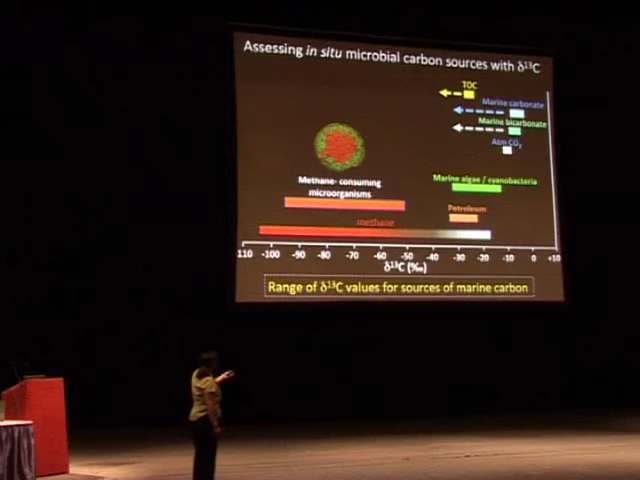 Assessing in situ microbial carbon sources with δ¹³C
TOC
Marine carbonate
Marine bicarbonate
Atm CO₂
Methane- consuming
microorganisms
Marine algae / cyanobacteria
Petroleum
methane
110 -100 -90 -80 -70 -60 -50 -40 -30 -20 -10 0 +10
δ¹³C (‰)
Range of δ¹³C values for sources of marine carbon